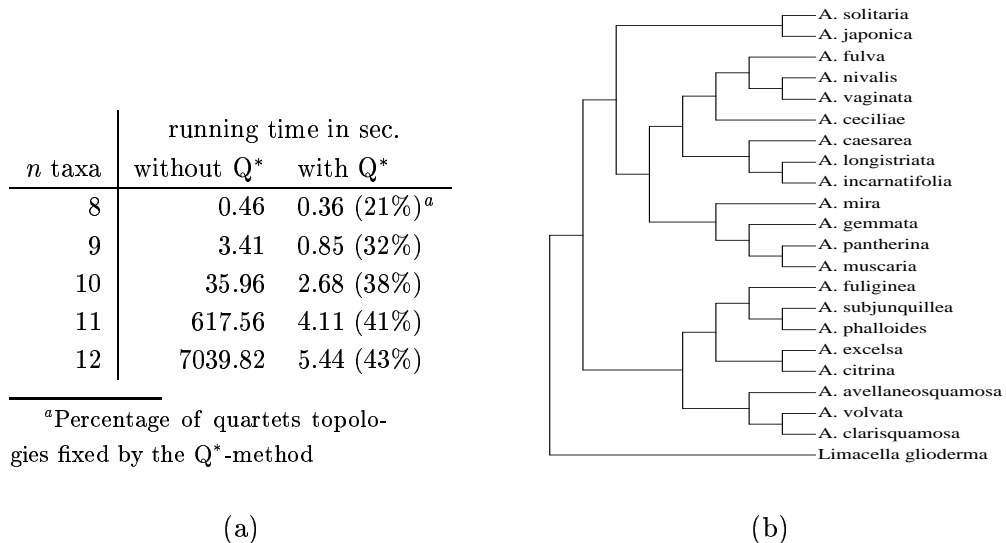 running time in sec.
n taxa without Q* with Q*
8 0.46 0.36 (21%)a
9 3.41 0.85 (32%)
10 35.96 2.68 (38%)
11 617.56 4.11 (41%)
12 7039.82 5.44 (43%)
aPercentage of quartets topolo-
gies fixed by the Q*-method
(a)
A. solitaria
A. japonica
A. fulva
A. nivalis
A. vaginata
A. ceciliae
A. caesarea
A. longistriata
A. incarnatifolia
A. mira
A. gemmata
A. pantherina
A. muscaria
A. fuliginea
A. subjunquillea
A. phalloides
A. excelsa
A. citrina
A. avellaneosquamosa
A. volvata
A. clarisquamosa
Limacella glioderma
(b)